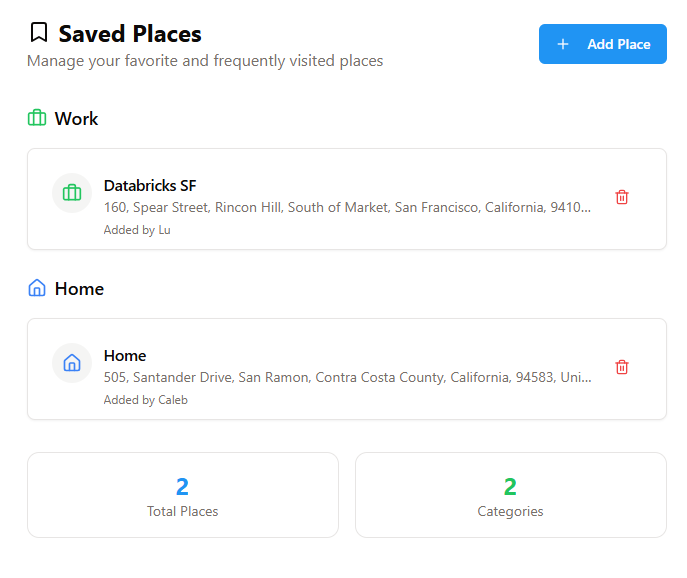 Saved Places
Manage your favorite and frequently visited places
Add Place
Work
Databricks SF
160, Spear Street, Rincon Hill, South of Market, San Francisco, California, 9410...
Added by Lu
Home
Home
505, Santander Drive, San Ramon, Contra Costa County, California, 94583, Uni...
Added by Caleb
2
Total Places
2
Categories